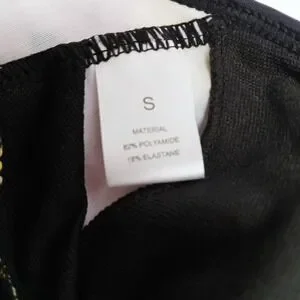 S
MATERIAL
82% POLYAMIDE
18% ELASTANE